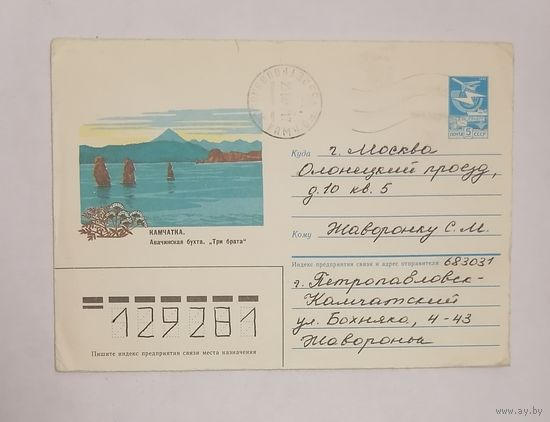 ПОЧТА 5 СССР
Куда г. Москва
Олонецкий проезд,
д. 10 кв. 5
КАМЧАТКА.
Авачинская бухта. „Три брата“
Кому Жаворонку С. М.
Индекс предприятия связи и адрес отправителя 683031
г. Петропавловск-
Камчатский
ул. Бохняка, 4-43
Жавороньи
129281
Пишите индекс предприятия связи места назначения
https://www.ay.by/